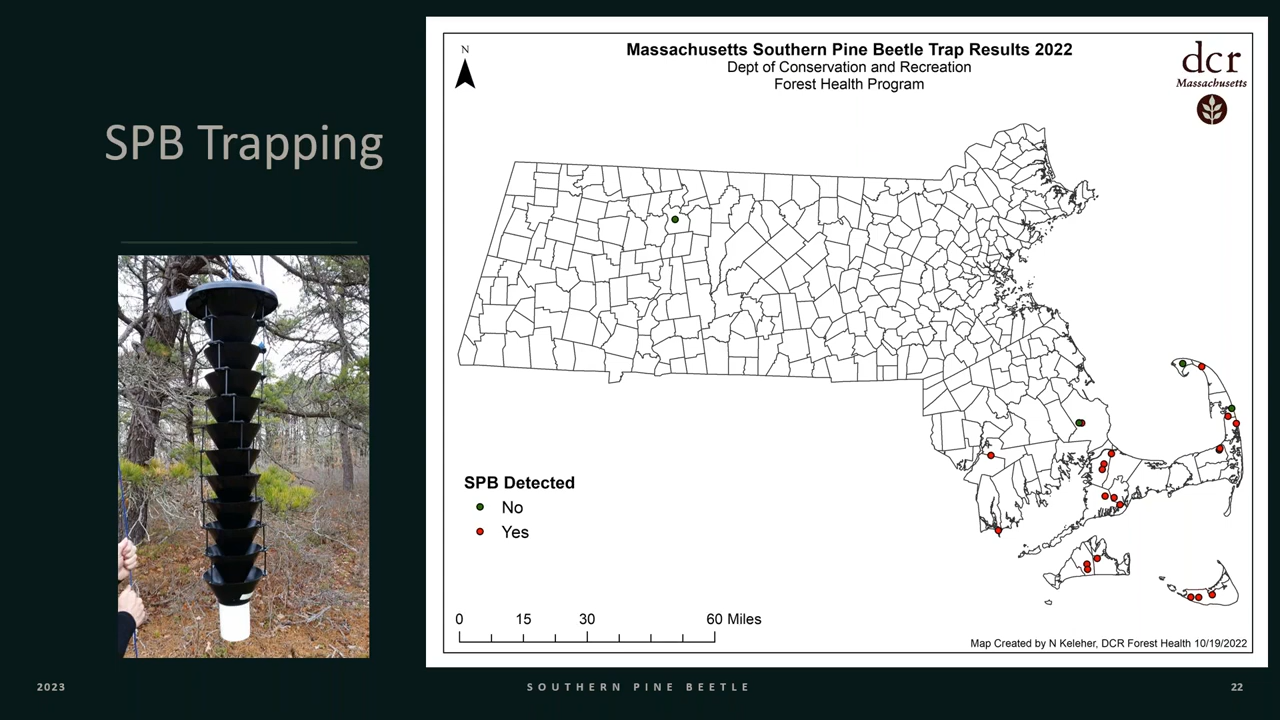 SPB Trapping
N
Massachusetts Southern Pine Beetle Trap Results 2022
Dept of Conservation and Recreation
Forest Health Program
dcr
Massachusetts
SPB Detected
No
Yes
0 15 30 60 Miles
Map Created by N Keleher, DCR Forest Health 10/19/2022
2023
SOUTHERN PINE BEETLE
22